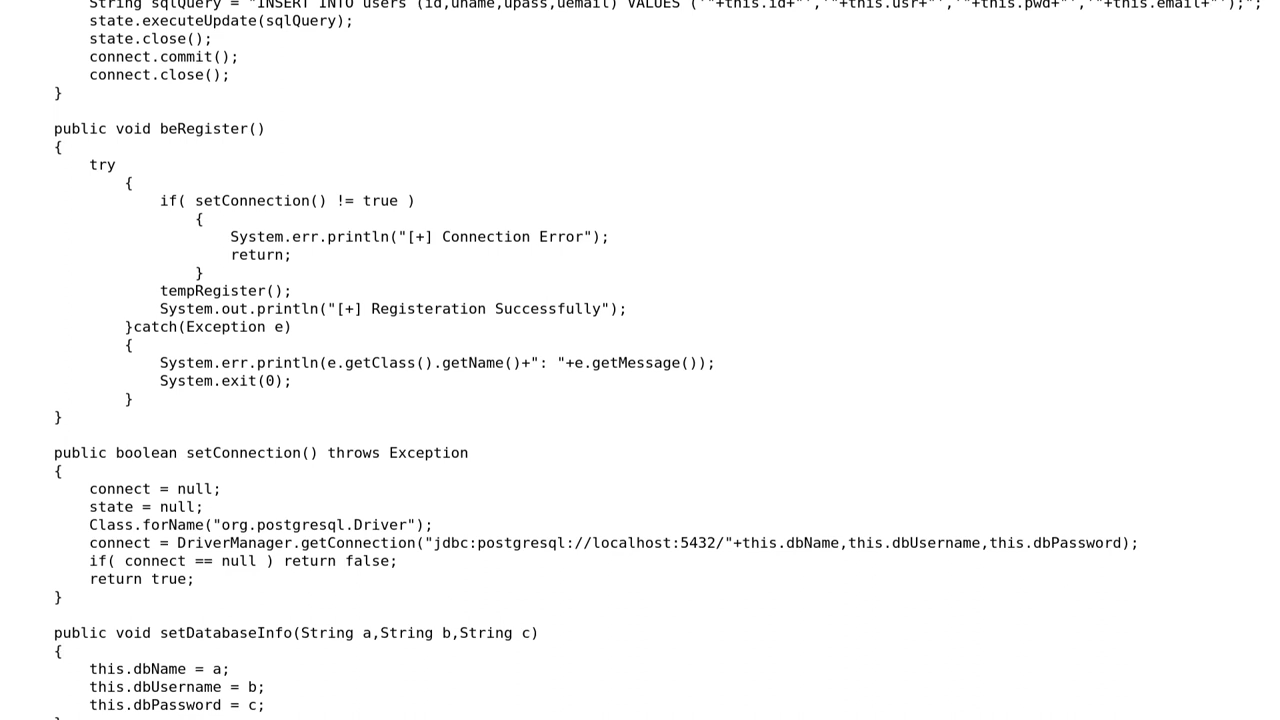 String sqlQuery = "INSERT INTO users (id,uname,upass,uemail) VALUES ('"+this.id+"','"+this.usr+"','"+this.pwd+"','"+this.email+"');";
state.executeUpdate(sqlQuery);
state.close();
connect.commit();
connect.close();
}
public void beRegister()
{
try
{
if( setConnection() != true )
{
System.err.println("[+] Connection Error");
return;
}
tempRegister();
System.out.println("[+] Registeration Successfully");
}catch(Exception e)
{
System.err.println(e.getClass().getName()+": "+e.getMessage());
System.exit(0);
}
}
public boolean setConnection() throws Exception
{
connect = null;
state = null;
Class.forName("org.postgresql.Driver");
connect = DriverManager.getConnection("jdbc:postgresql://localhost:5432/"+this.dbName,this.dbUsername,this.dbPassword);
if( connect == null ) return false;
return true;
}
public void setDatabaseInfo(String a,String b,String c)
{
this.dbName = a;
this.dbUsername = b;
this.dbPassword = c;
}